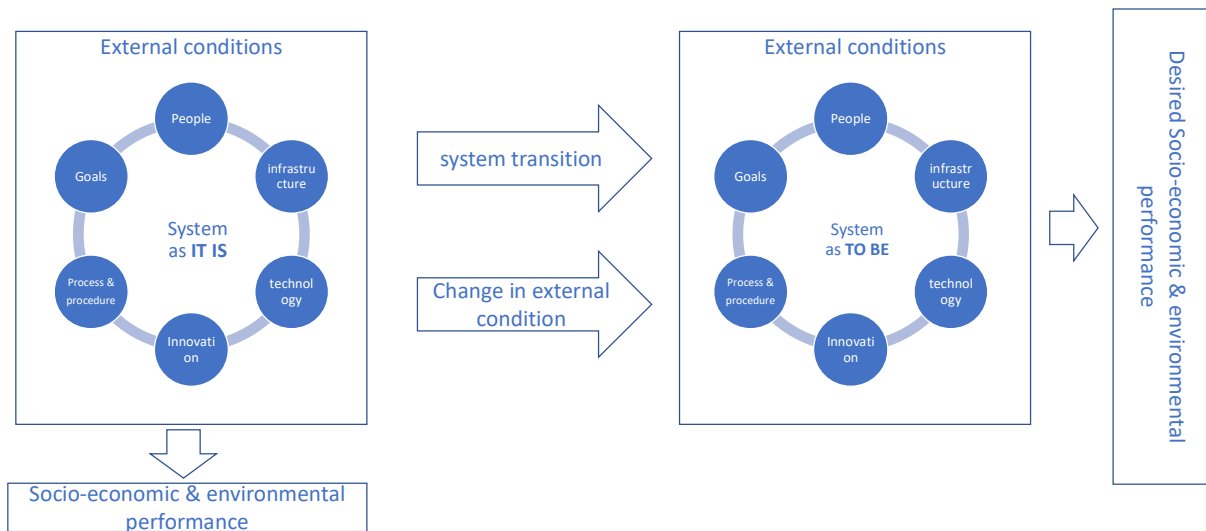 External conditions
People
infrastru
cture
technol
ogy
Innovati
on
Process &
procedure
Goals
System
as IT IS
Socio-economic & environmental
performance
system transition
Change in external
condition
External conditions
People
infrastr
ucture
technol
ogy
Innovati
on
Process &
procedure
Goals
System
as TO BE
Desired Socio-economic & environmental
performance